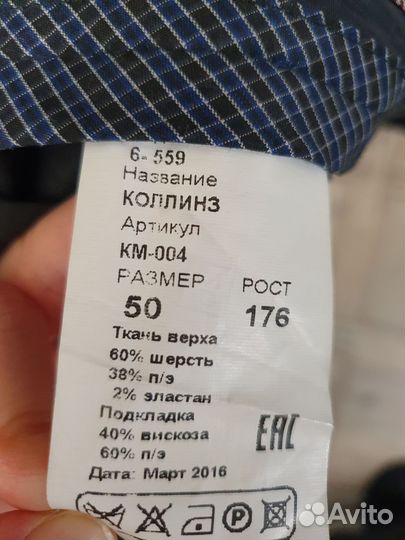 6- 559
Название
КОЛЛИНЗ
Артикул
КМ-004
РАЗМЕР РОСТ
50 176
Ткань верха
60% шерсть
38% п/э
2% эластан
Подкладка
40% вискоза
60% п/э
EAC
Дата: Март 2016
P
Avito